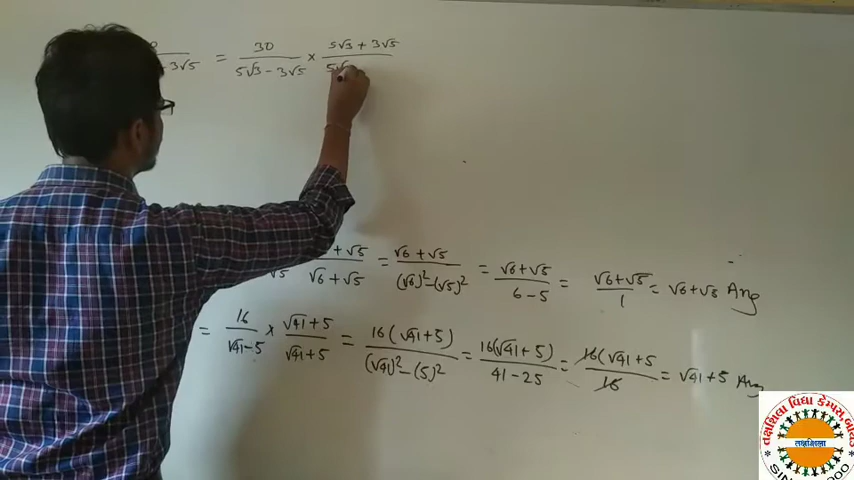 3√5 = 30/(5√3 - 3√5) × (5√3 + 3√5)/(5√
+ √5/(√6 + √5) = (√6 + √5)/((√6)² - (√5)²) = (√6 + √5)/(6 - 5) = (√6 + √5)/1 = √6 + √5 Ans
= 16/(√41 - 5) × (√41 + 5)/(√41 + 5) = 16(√41 + 5)/((√41)² - (5)²) = 16(√41 + 5)/(41 - 25) = 16(√41 + 5/16 = √41 + 5 Ans